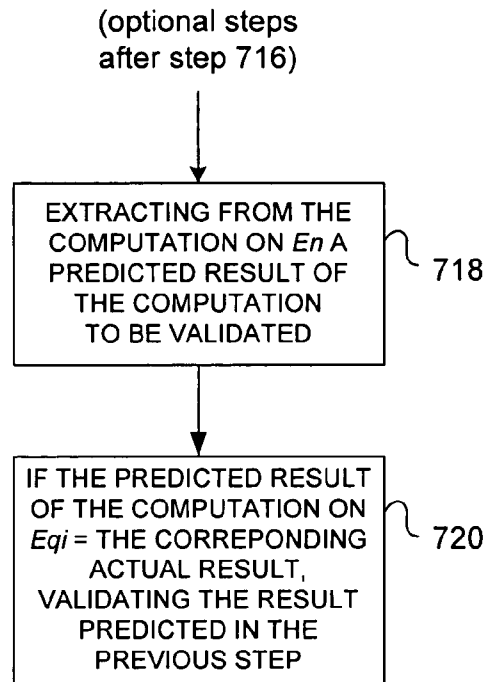 (optional steps
after step 716)
EXTRACTING FROM THE
COMPUTATION ON En A
PREDICTED RESULT OF
THE COMPUTATION
TO BE VALIDATED
718
IF THE PREDICTED RESULT
OF THE COMPUTATION ON
Eqi = THE CORREPONDING
ACTUAL RESULT,
VALIDATING THE RESULT
PREDICTED IN THE
PREVIOUS STEP
720